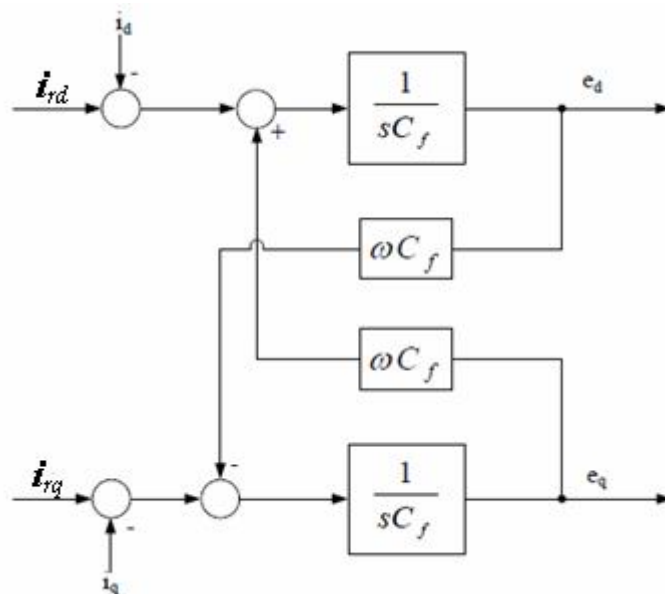 i_d
-
i_rd
+
1
sC_f
e_d
ωC_f
ωC_f
-
i_rq
-
i_q
1
sC_f
e_q